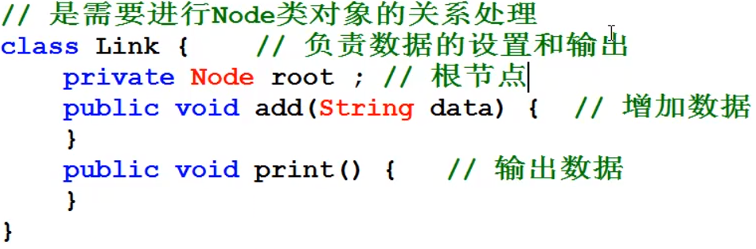 // 是需要进行Node类对象的关系处理
class Link {    // 负责数据的设置和输出
    private Node root ; // 根节点
    public void add(String data) {  // 增加数据
    }
    public void print() {   // 输出数据
    }
}